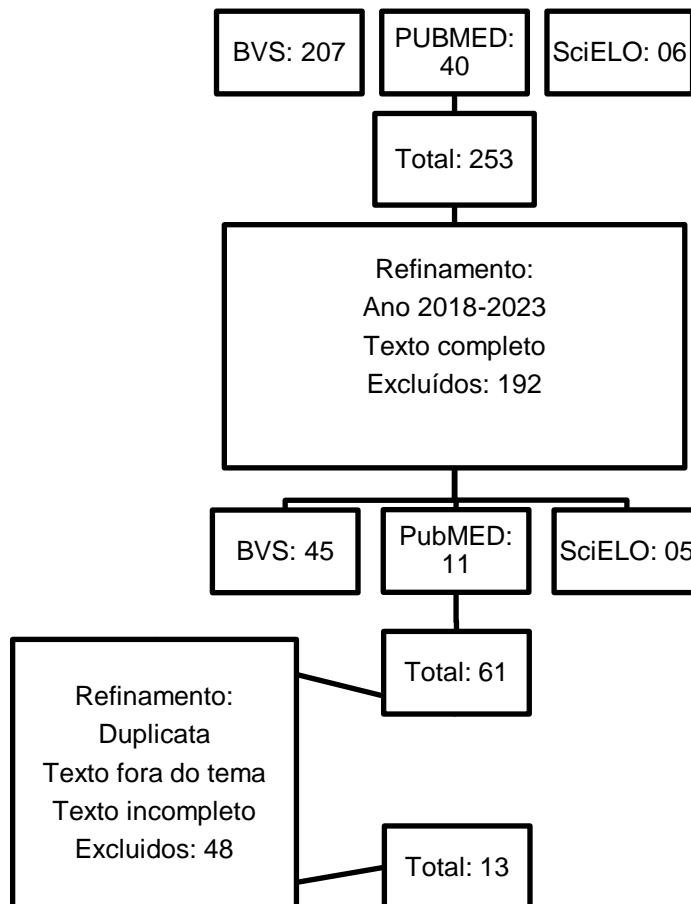 BVS: 207
PUBMED:
40
SciELO: 06
Total: 253
Refinamento:
Ano 2018-2023
Texto completo
Excluídos: 192
BVS: 45
PubMED:
11
SciELO: 05
Total: 61
Refinamento:
Duplicata
Texto fora do tema
Texto incompleto
Excluidos: 48
Total: 13